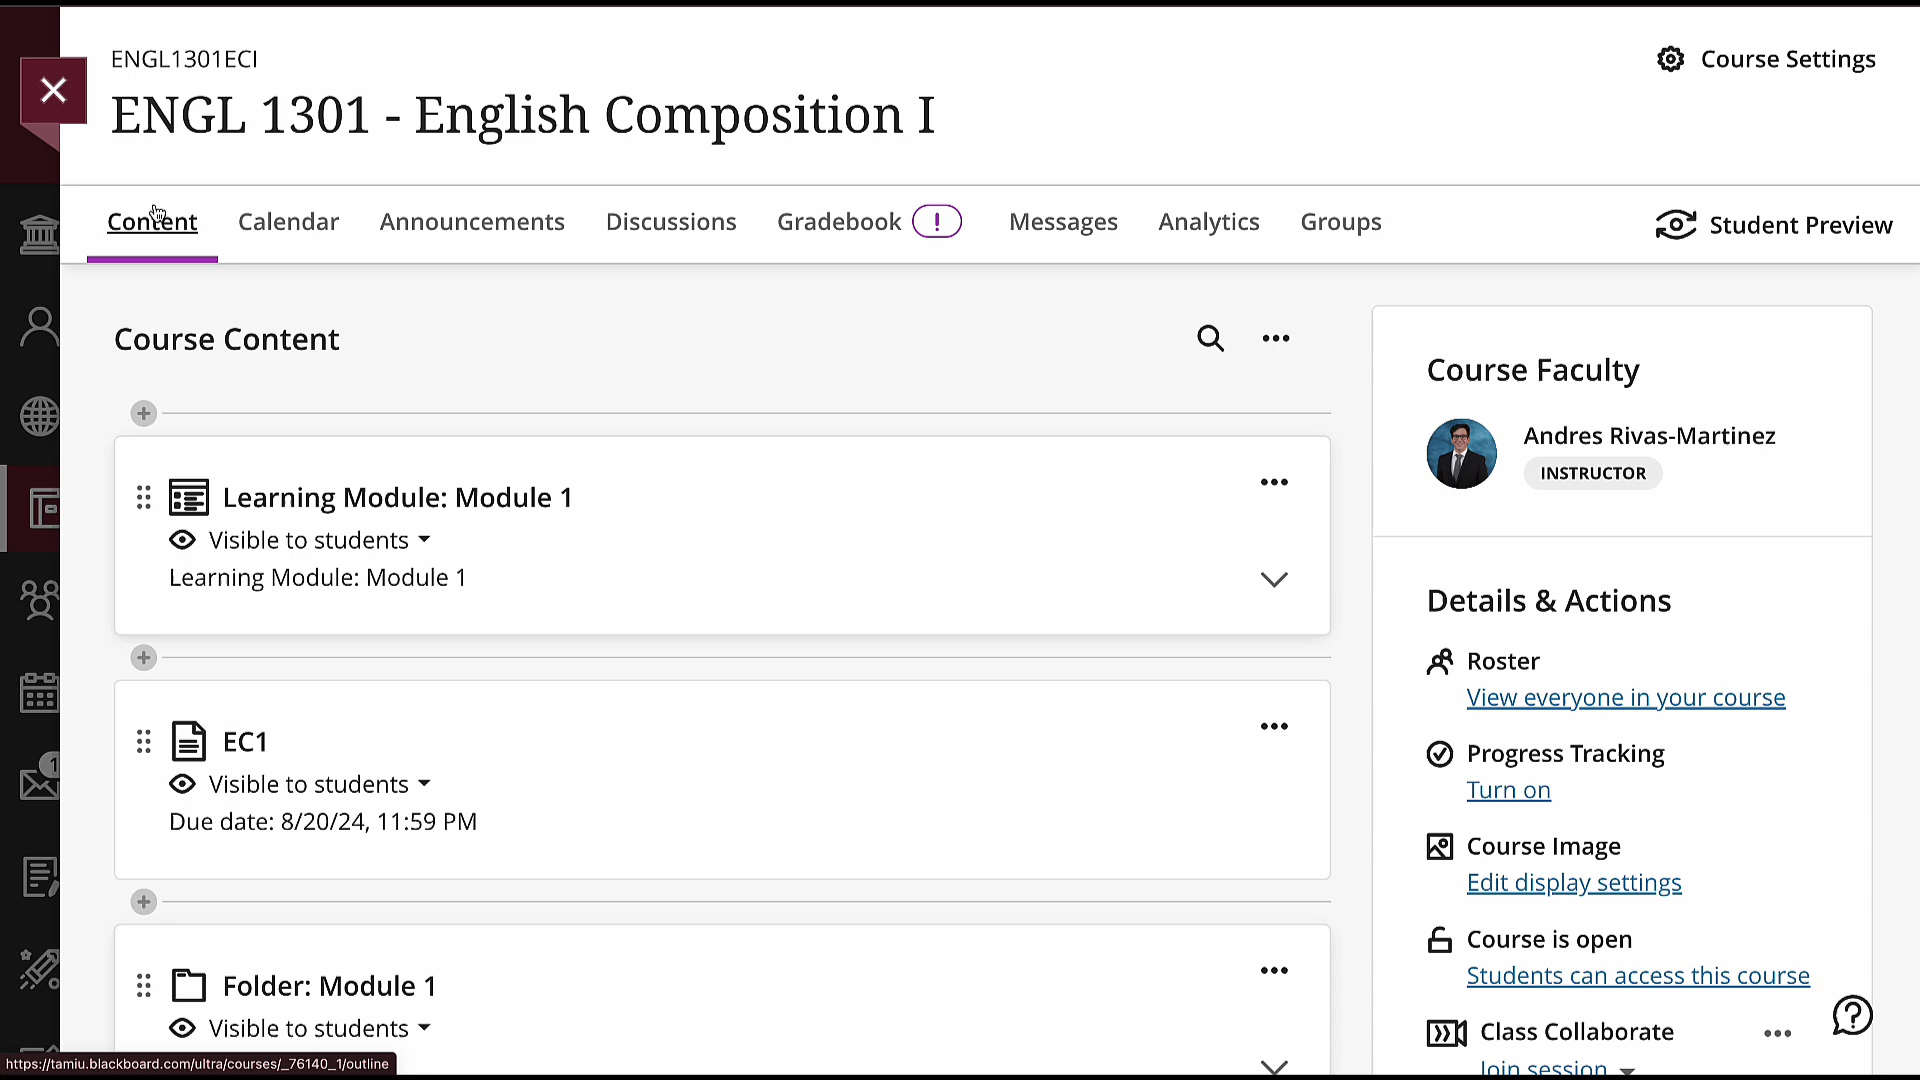 ENGL1301ECI
Course Settings
ENGL 1301 - English Composition I
Content
Calendar
Announcements
Discussions
Gradebook
!
Messages
Analytics
Groups
Student Preview
Course Content
Learning Module: Module 1
Visible to students
Learning Module: Module 1
EC1
Visible to students
Due date: 8/20/24, 11:59 PM
Folder: Module 1
Visible to students
Course Faculty
Andres Rivas-Martinez
INSTRUCTOR
Details & Actions
Roster
View everyone in your course
Progress Tracking
Turn on
Course Image
Edit display settings
Course is open
Students can access this course
Class Collaborate
Join session
1
https://tamiu.blackboard.com/ultra/courses/_76140_1/outline